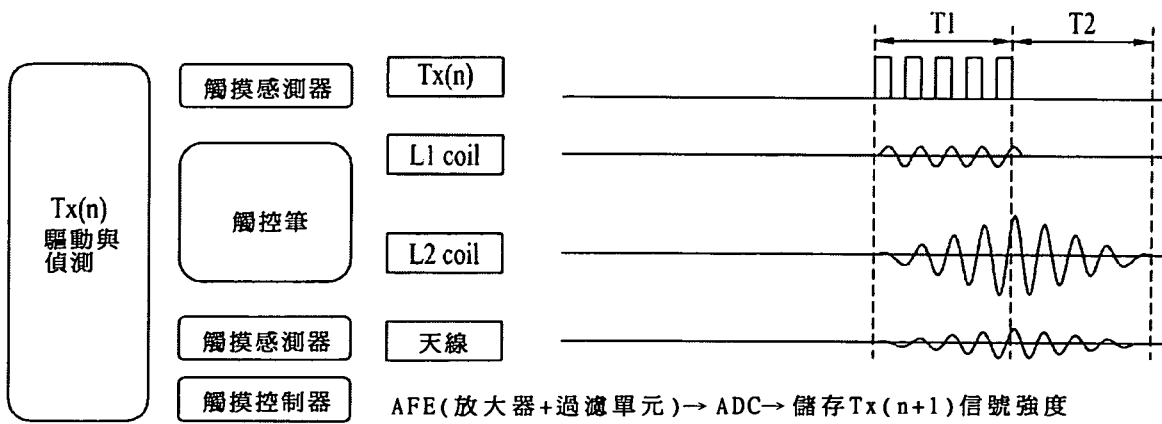 T1
T2
觸摸感測器
Tx(n)
L1 coil
Tx(n)
驅動與
偵測
觸控筆
L2 coil
觸摸感測器
天線
觸摸控制器
AFE(放大器+過濾單元)→ADC→儲存Tx(n+1)信號強度